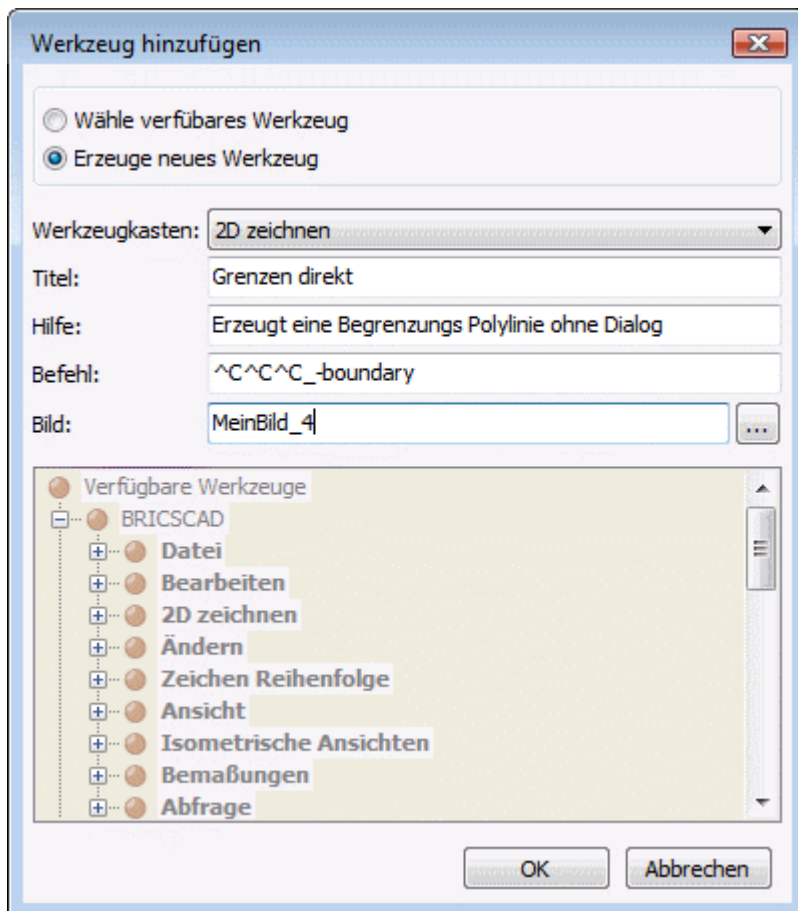 Werkzeug hinzufügen
Wähle verfübares Werkzeug
Erzeuge neues Werkzeug
Werkzeugkasten: 2D zeichnen
Titel: Grenzen direkt
Hilfe: Erzeugt eine Begrenzungs Polylinie ohne Dialog
Befehl: ^C^C^C_-boundary
Bild: MeinBild_4 ...
Verfügbare Werkzeuge
BRICSCAD
Datei
Bearbeiten
2D zeichnen
Ändern
Zeichen Reihenfolge
Ansicht
Isometrische Ansichten
Bemaßungen
Abfrage
OK Abbrechen